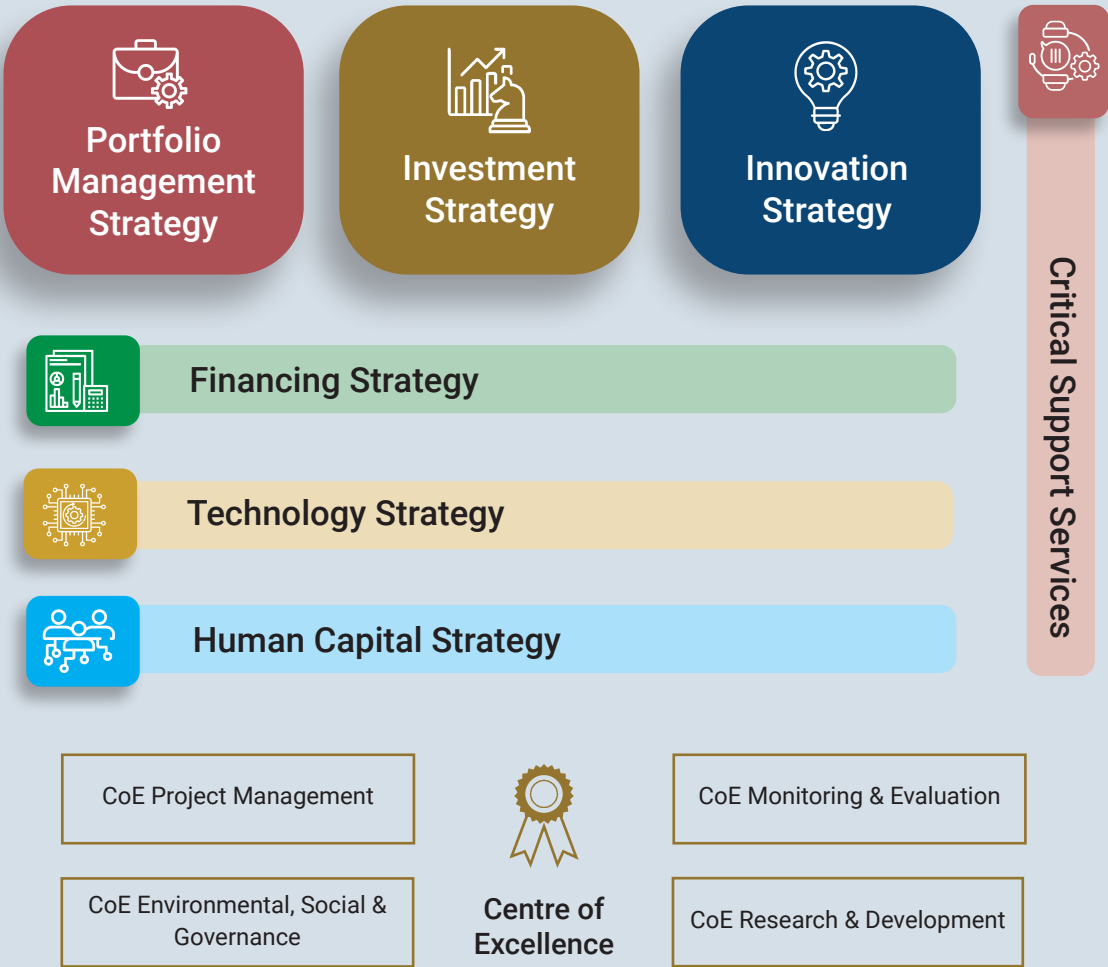 Portfolio
Management
Strategy
Investment
Strategy
Innovation
Strategy
Critical Support Services
Financing Strategy
Technology Strategy
Human Capital Strategy
CoE Project Management
CoE Monitoring & Evaluation
CoE Environmental, Social &
Governance
Centre of
Excellence
CoE Research & Development